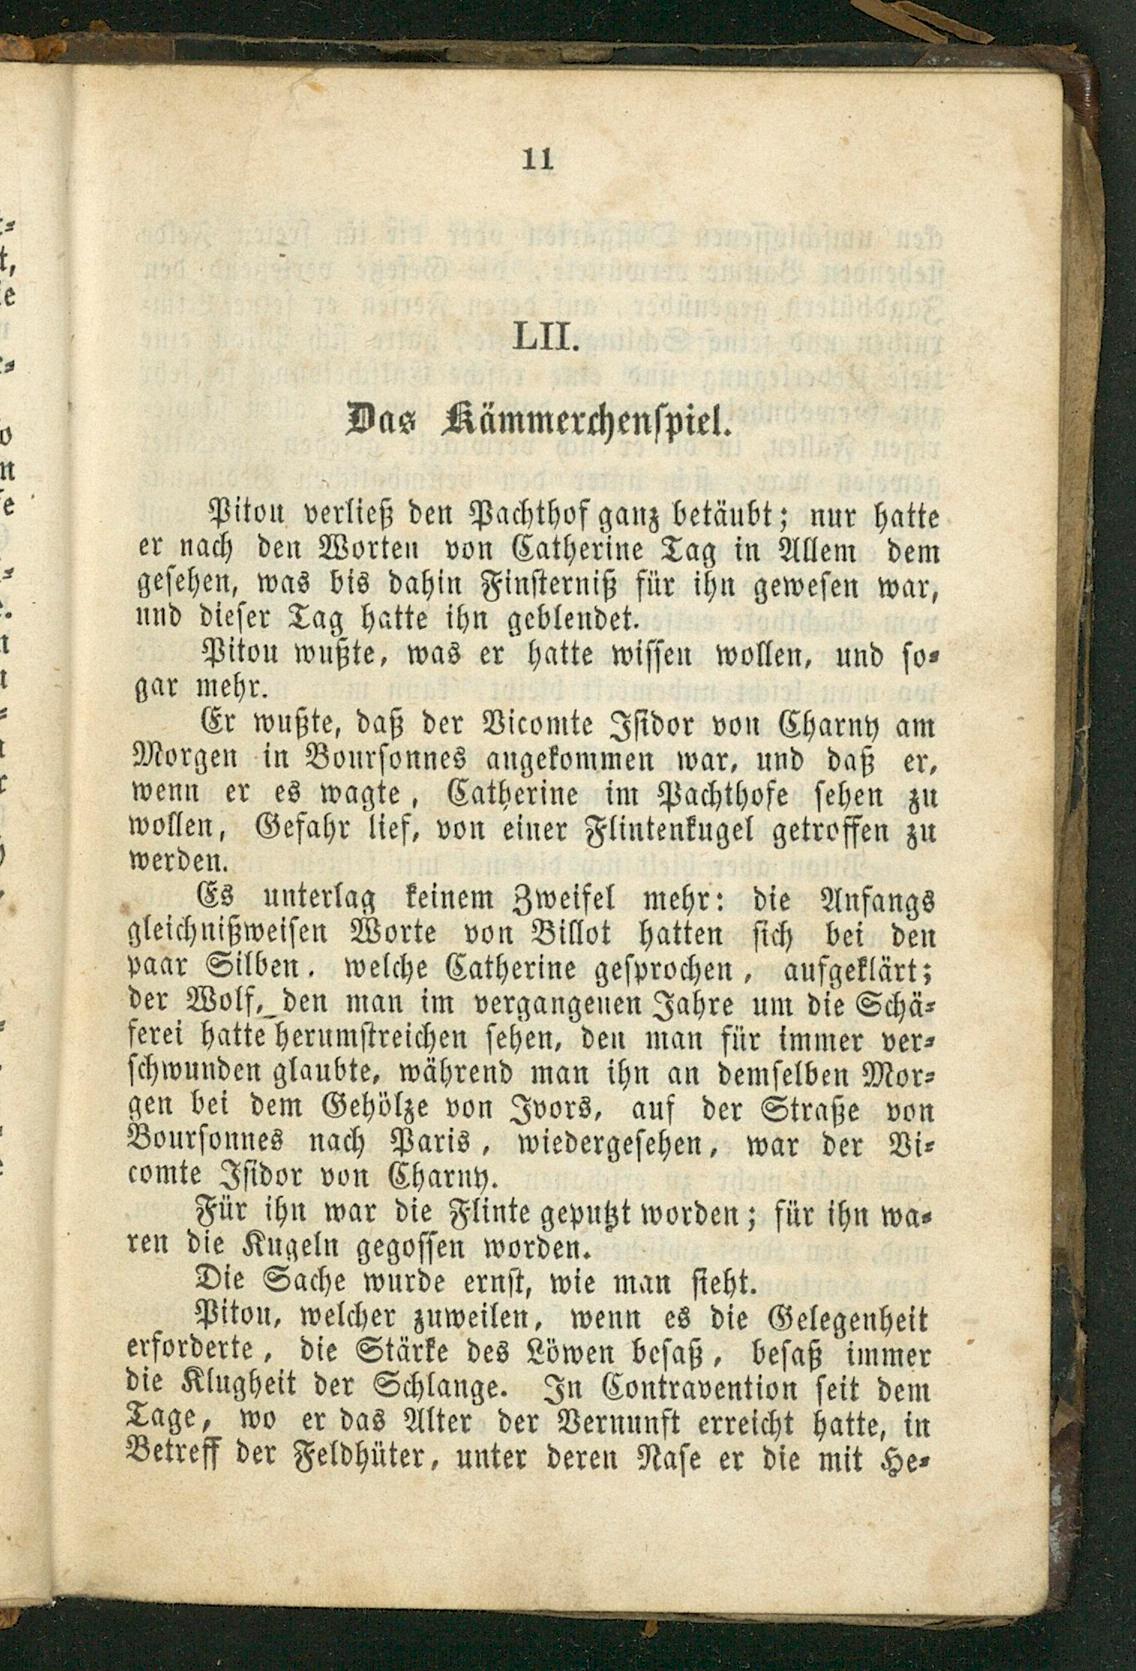 11
LII.
Das Kämmerchenspiel.
Pitou verließ den Pachthof ganz betäubt; nur hatte
er nach den Worten von Catherine Tag in Allem dem
gesehen, was bis dahin Finsterniß für ihn gewesen war,
und dieser Tag hatte ihn geblendet.
Pitou wußte, was er hatte wissen wollen, und so-
gar mehr.
Er wußte, daß der Vicomte Isidor von Charny am
Morgen in Boursonnes angekommen war, und daß er,
wenn er es wagte, Catherine im Pachthofe sehen zu
wollen, Gefahr lief, von einer Flintenkugel getroffen zu
werden.
Es unterlag keinem Zweifel mehr: die Anfangs
gleichnißweisen Worte von Billot hatten sich bei den
paar Silben, welche Catherine gesprochen, aufgeklärt;
der Wolf, den man im vergangenen Jahre um die Schä-
ferei hatte herumstreichen sehen, den man für immer ver-
schwunden glaubte, während man ihn an demselben Mor-
gen bei dem Gehölze von Ivors, auf der Straße von
Boursonnes nach Paris, wiedergesehen, war der Vi-
comte Isidor von Charny.
Für ihn war die Flinte geputzt worden; für ihn wa-
ren die Kugeln gegossen worden.
Die Sache wurde ernst, wie man sieht.
Pitou, welcher zuweilen, wenn es die Gelegenheit
erforderte, die Stärke des Löwen besaß, besaß immer
die Klugheit der Schlange. In Contravention seit dem
Tage, wo er das Alter der Vernunft erreicht hatte, in
Betreff der Feldhüter, unter deren Nase er die mit He-